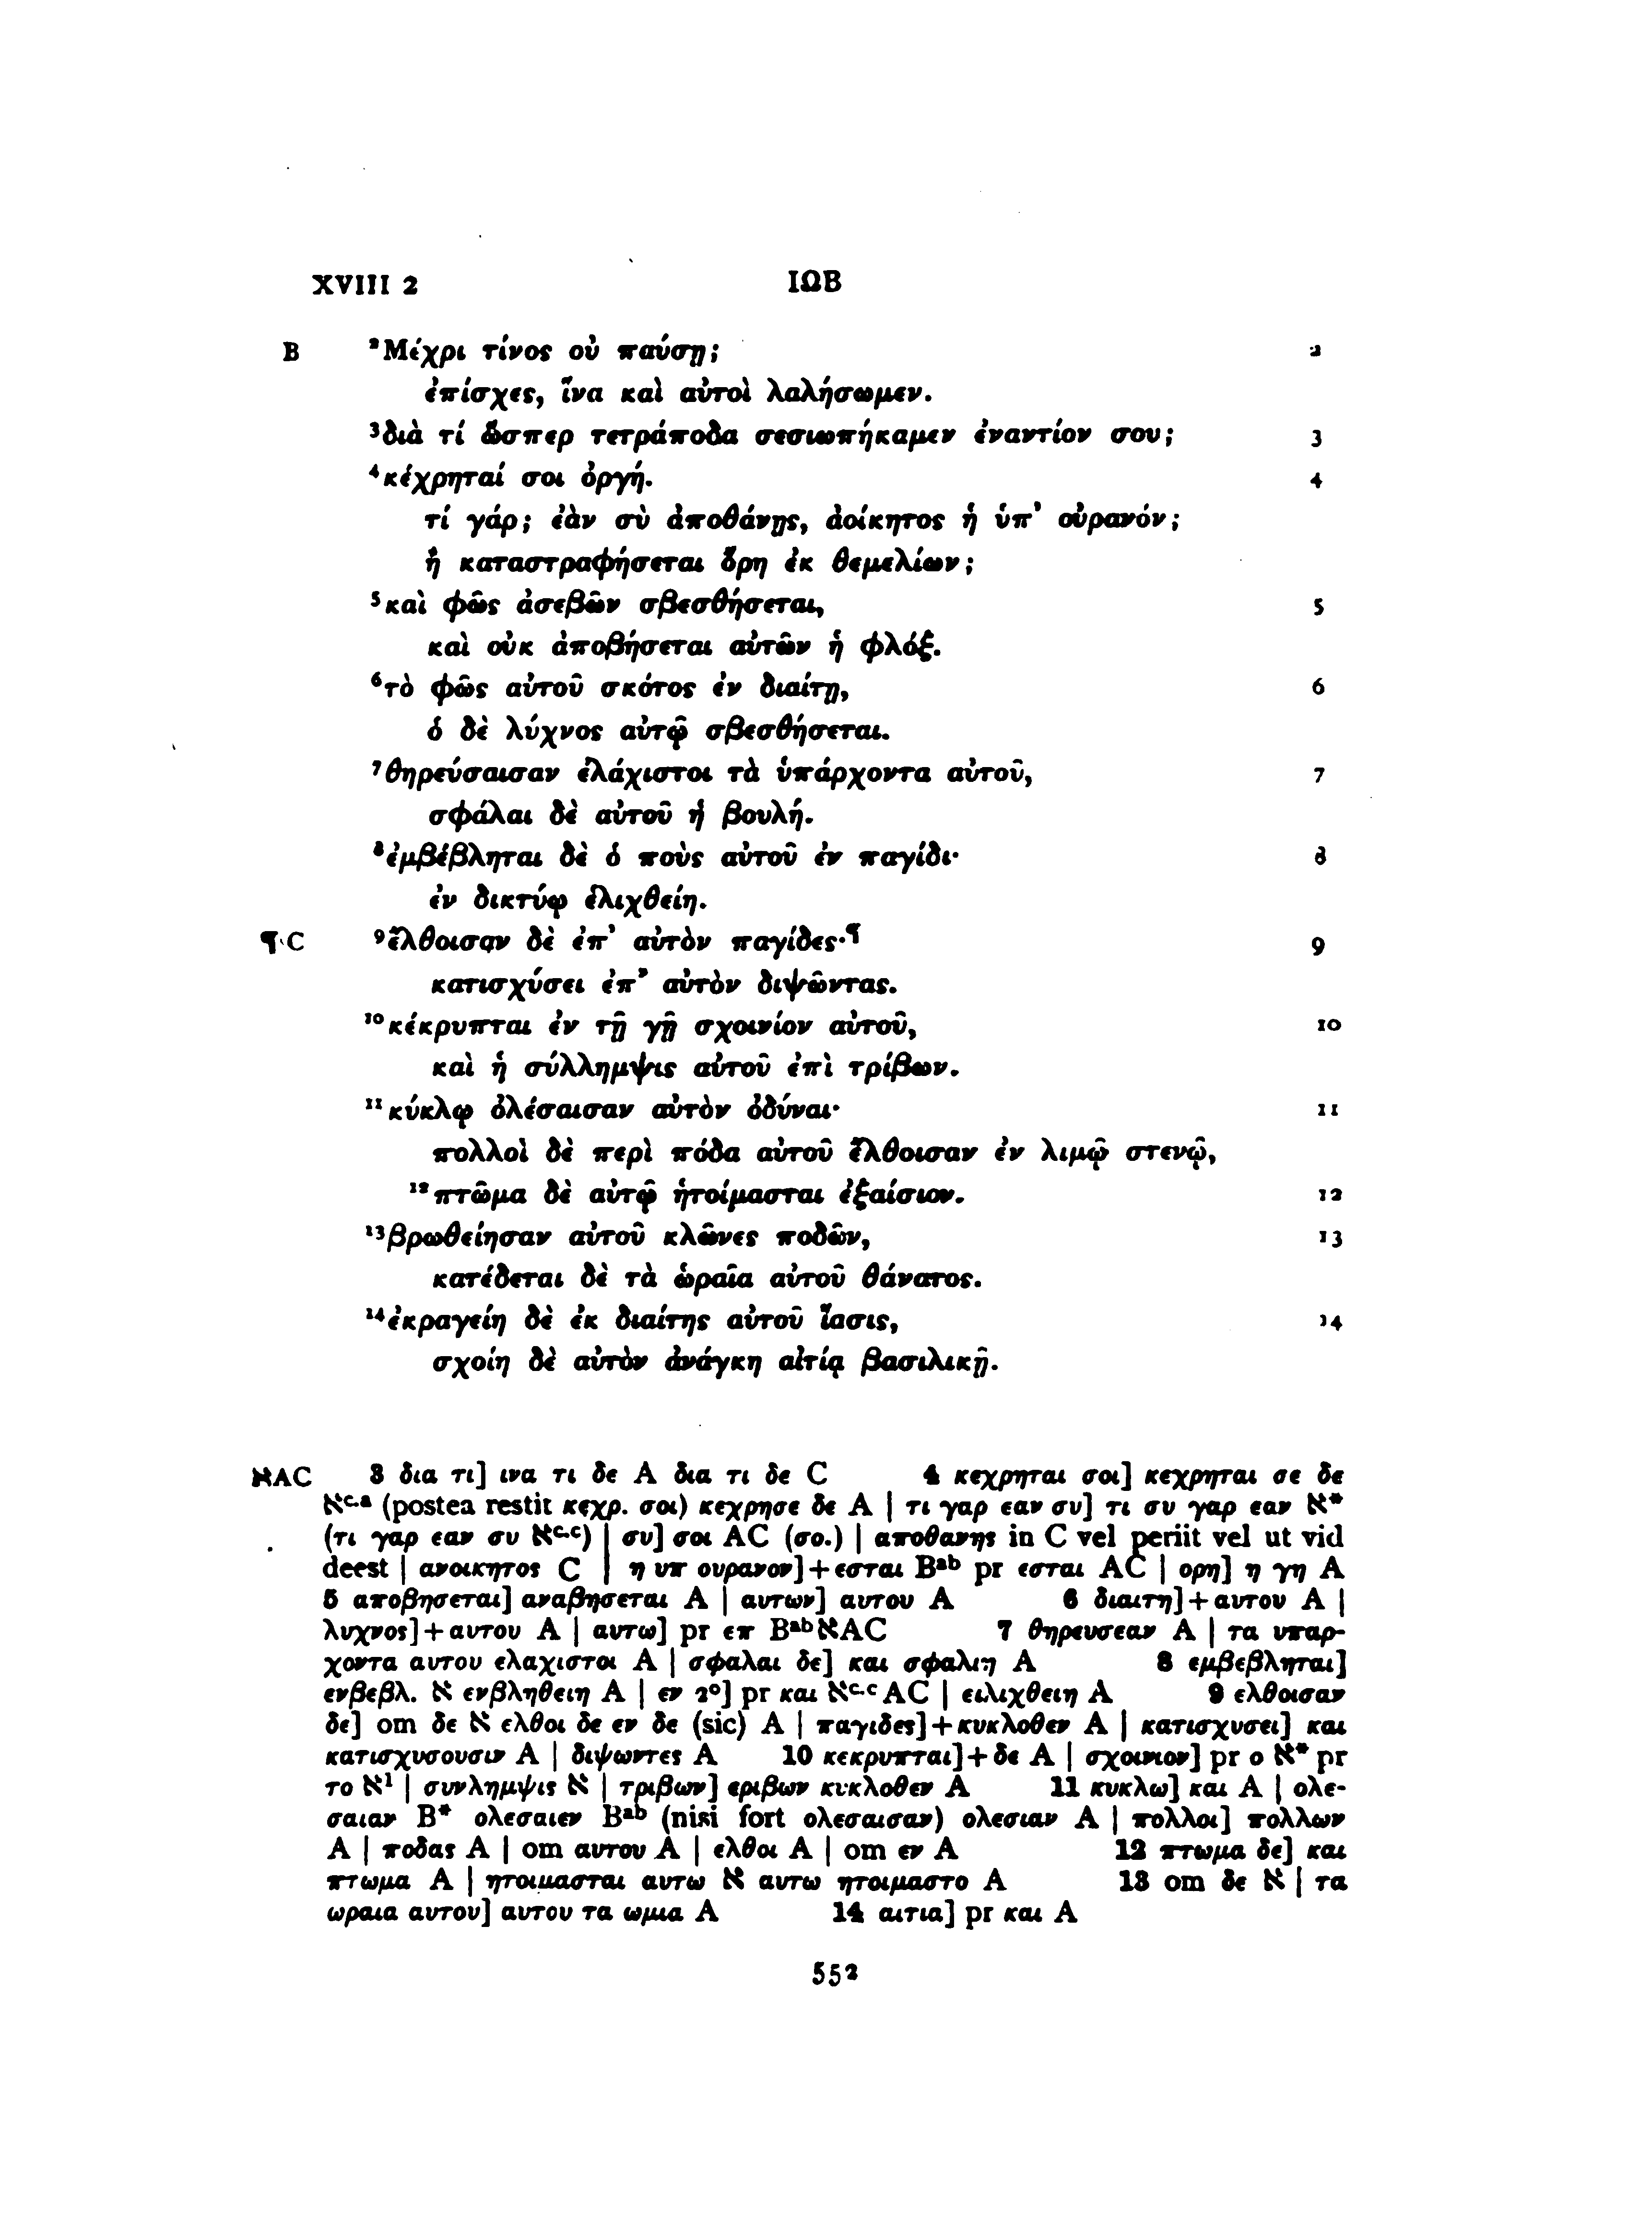 XVIII 2 ΙΩΒ
B ²Μέχρι τίνος οὐ παύσῃ; 2
ἐπίσχες, ἵνα καὶ αὐτοὶ λαλήσωμεν.
³διὰ τί ὥσπερ τετράποδα σεσιωπήκαμεν ἐναντίον σου; 3
⁴κέχρηταί σοι ὀργή. 4
τί γάρ; ἐὰν σὺ ἀποθάνῃς, ἀοίκητος ἡ ὑπ’ οὐρανόν;
ἢ καταστραφήσεται ὄρη ἐκ θεμελίων;
⁵καὶ φῶς ἀσεβῶν σβεσθήσεται, 5
καὶ οὐκ ἀποβήσεται αὐτῶν ἡ φλόξ.
⁶τὸ φῶς αὐτοῦ σκότος ἐν διαίτῃ, 6
ὁ δὲ λύχνος αὐτῷ σβεσθήσεται.
⁷θηρεύσαισαν ἐλάχιστοι τὰ ὑπάρχοντα αὐτοῦ, 7
σφάλαι δὲ αὐτοῦ ἡ βουλή.
⁸ἐμβέβληται δὲ ὁ ποὺς αὐτοῦ ἐν παγίδι· 8
ἐν δικτύῳ ἑλιχθείη.
¶ C ⁹ἔλθοισαν δὲ ἐπ’ αὐτὸν παγίδες·¶ 9
κατισχύσει ἐπ’ αὐτὸν διψῶντας.
¹⁰κέκρυπται ἐν τῇ γῇ σχοινίον αὐτοῦ, 10
καὶ ἡ σύλλημψις αὐτοῦ ἐπὶ τρίβων.
¹¹κύκλῳ ὀλέσαισαν αὐτὸν ὀδύναι· 11
πολλοὶ δὲ περὶ πόδα αὐτοῦ ἔλθοισαν ἐν λιμῷ στενῷ,
¹²πτῶμα δὲ αὐτῷ ἡτοίμασται ἐξαίσιον. 12
¹³βρωθείησαν αὐτοῦ κλῶνες ποδῶν, 13
κατέδεται δὲ τὰ ὡραῖα αὐτοῦ θάνατος.
¹⁴ἐκραγείη δὲ ἐκ διαίτης αὐτοῦ ἴασις, 14
σχοίη δὲ αὐτὸν ἀνάγκη αἰτίᾳ βασιλικῇ.
אAC 3 δια τι] ινα τι δε A δια τι δε C 4 κεχρηται σοι] κεχρηται σε δε
אᶜ·ᵃ (postea restit κεχρ. σοι) κεχρησε δε A | τι γαρ εαν συ] τι συ γαρ εαν א*
(τι γαρ εαν συ אᶜ·ᶜ) | συ] σοι AC (σο.) | αποθανης in C vel periit vel ut vid
deest | ανοικητος C | η υπ ουρανον]+εσται Bᵃᵇ pr εσται AC | ορη] η γη A
5 αποβησεται] αναβησεται A | αυτων] αυτου A 6 διαιτη]+αυτου A |
λυχνος]+αυτου A | αυτω] pr επ BᵃᵇאAC 7 θηρευσεαν A | τα υπαρ-
χοντα αυτου ελαχιστοι A | σφαλαι δε] και σφαλιη A 8 εμβεβληται]
ενβεβλ. א ενβληθειη A | εν 2°] pr και אᶜ·ᶜAC | ειλιχθειη A 9 ελθοισαν
δε] om δε א ελθοι δε εν δε (sic) A | παγιδες]+κυκλοθεν A | κατισχυσει] και
κατισχυσουσιν A | διψωντες A 10 κεκρυπται]+δε A | σχοινιον] pr ο א* pr
το א¹ | συνλημψις א | τριβων] εριβων κυκλοθεν A 11 κυκλω] και A | ολε-
σαιαν B* ολεσαιεν Bᵃᵇ (nisi fort ολεσαισαν) ολεσιαν A | πολλοι] πολλων
A | ποδας A | om αυτου A | ελθοι A | om εν A 12 πτωμα δε] και
πτωμα A | ητοιμασται αυτω א αυτω ητοιμαστο A 13 om δε א | τα
ωραια αυτου] αυτου τα ωμια A 14 αιτια] pr και A
552